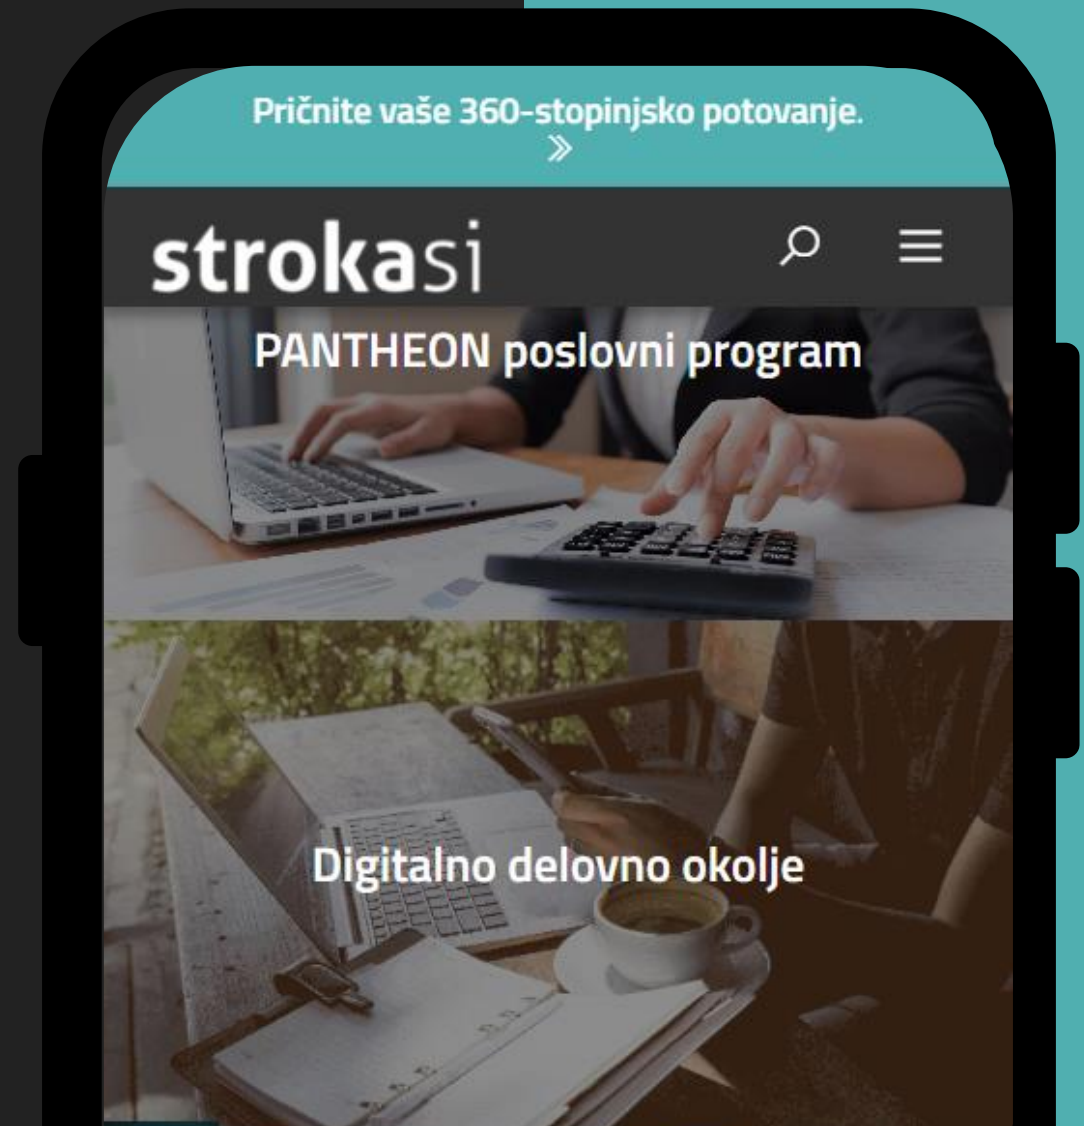 Pričnite vaše 360-stopinjsko potovanje.
strokasi
PANTHEON poslovni program
Digitalno delovno okolje